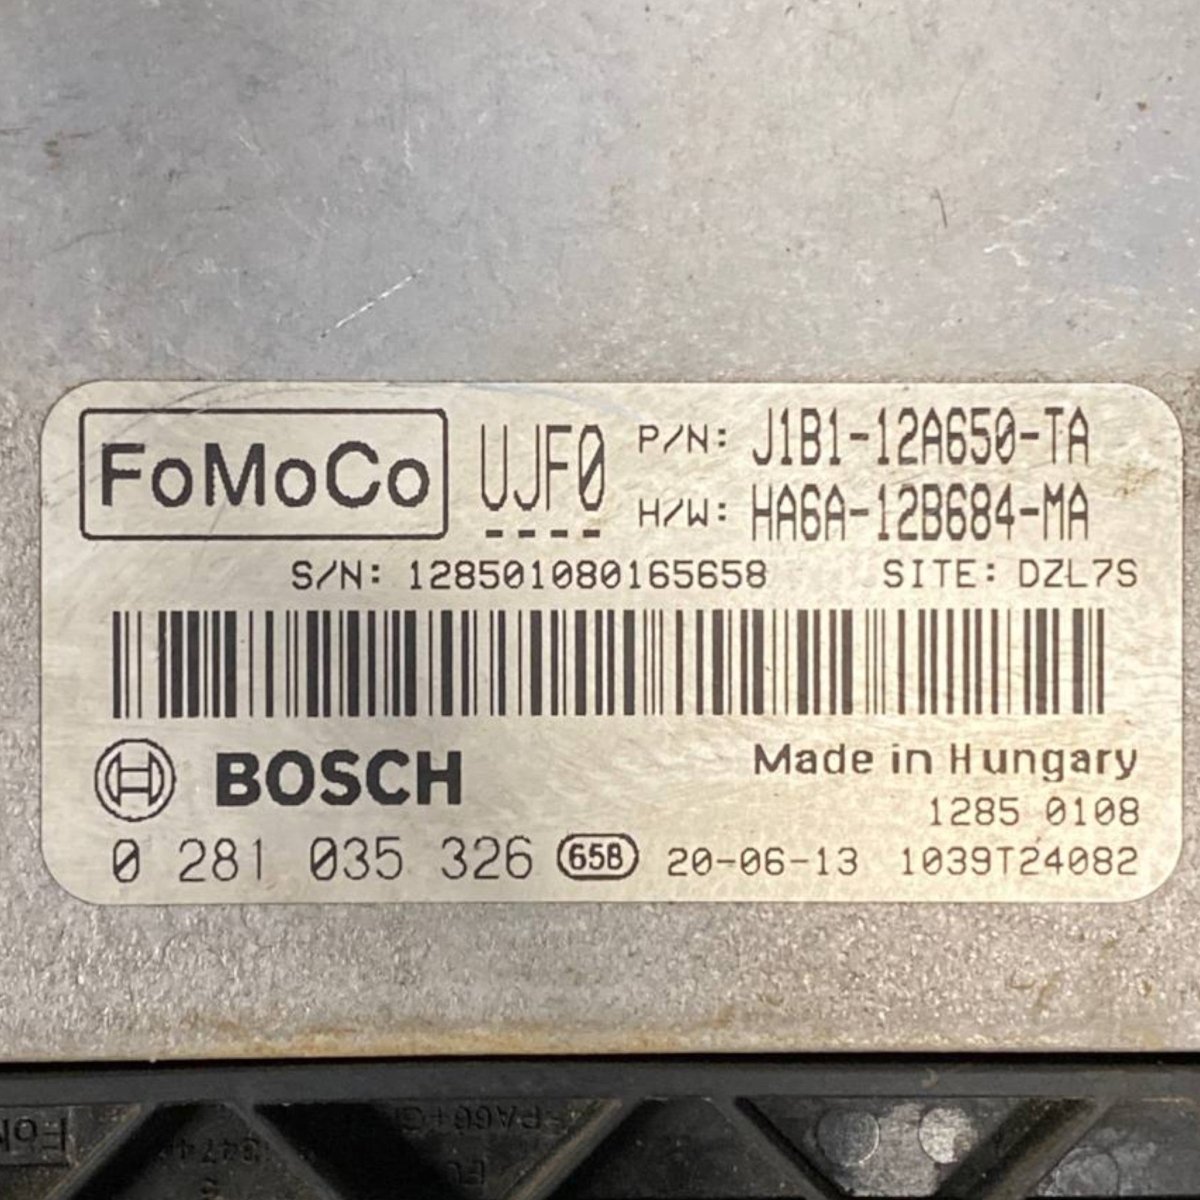 FoMoCo UJF0 P/N: J1B1-12A650-TA
H/W: HA6A-12B684-MA
S/N: 128501080165658 SITE: DZL7S
BOSCH Made in Hungary
1285 0108
0 281 035 326 65B 20-06-13 1039T24082